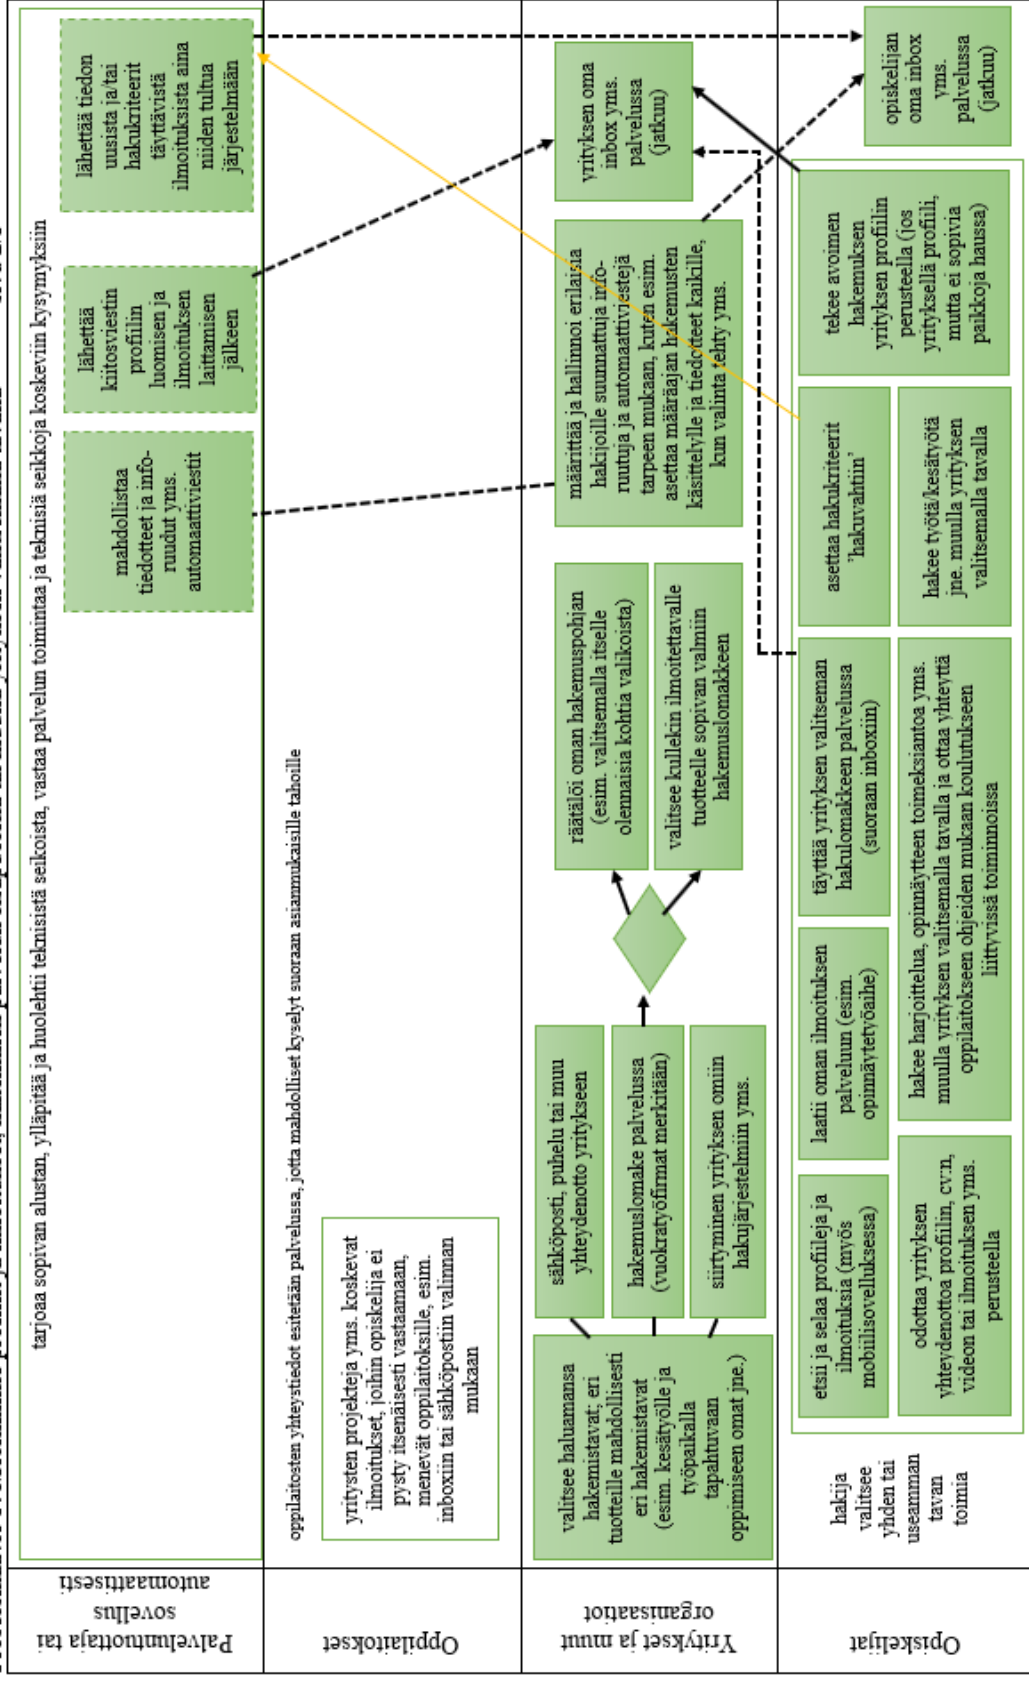 Palveluntuottaja tai
sovellus
automaattisesti
tarjoaa sopivan alustan, ylläpitää ja huolehtii teknisistä seikoista, vastaa palvelun toimintaa ja teknisiä seikkoja koskeviin kysymyksiin
mahdollistaa
tiedotteet ja info-
ruudut yms.
automaattiviestit
lähettää
kiitosviestin
profiilin
luomisen ja
ilmoituksen
laittamisen
jälkeen
lähettää tiedon
uusista ja/tai
hakukriteerit
täyttävistä
ilmoituksista aina
niiden tultua
järjestelmään
Oppilaitokset
oppilaitosten yhteystiedot esitetään palvelussa, jotta mahdolliset kyselyt suoraan asianmukaisille tahoille
yritysten projekteja yms. koskevat
ilmoitukset, joihin opiskelija ei
pysty itsenäisesti vastaamaan,
menevät oppilaitoksille, esim.
inboxiin tai sähköpostiin valinnan
mukaan
Yritykset ja muut
organisaatiot
valitsee haluamansa
hakemistavat; eri
tuotteille mahdollisesti
eri hakemistavat
(esim. kesätyölle ja
työpaikalla
tapahtuvaan
oppimiseen omat jne.)
sähköposti, puhelu tai muu
yhteydenotto yritykseen
hakemuslomake palvelussa
(vuokratyöfirmat merkitään)
siirtyminen yrityksen omiin
hakujärjestelmiin yms.
räätälöi oman hakemuspohjan
(esim. valitsemalla itselle
olennaisia kohtia valikoista)
valitsee kullekin ilmoitettavalle
tuotteelle sopivan valmiin
hakemuslomakkeen
määrittää ja hallinnoi erilaisia
hakijoille suunnattuja info-
ruutuja ja automaattiviestejä
tarpeen mukaan, kuten esim.
asettaa määräajan hakemusten
käsittelylle ja tiedotteet kaikille,
kun valinta tehty yms.
yrityksen oma
inbox yms.
palvelussa
(jatkuu)
Opiskelijat
hakija
valitsee
yhden tai
useamman
tavan
toimia
etsii ja selaa profiileja ja
ilmoituksia (myös
mobiilisovelluksessa)
odottaa yrityksen
yhteydenottoa profiilin, cv:n,
videon tai ilmoituksen yms.
perusteella
laatii oman ilmoituksen
palveluun (esim.
opinnäytetyöaihe)
täyttää yrityksen valitseman
hakulomakkeen palvelussa
(suoraan inboxiin)
hakee harjoittelua, opinnäytteen toimeksiantoa yms.
muulla yrityksen valitsemalla tavalla ja ottaa yhteyttä
oppilaitokseen ohjeiden mukaan koulutukseen
liittyvissä toiminnoissa
asettaa hakukriteerit
’hakuvahtiin’
hakee työtä/kesätyötä
jne. muulla yrityksen
valitsemalla tavalla
tekee avoimen
hakemuksen
yrityksen profiilin
perusteella (jos
yrityksellä profiili,
mutta ei sopivia
paikkoja haussa)
opiskelijan
oma inbox
yms.
palvelussa
(jatkuu)